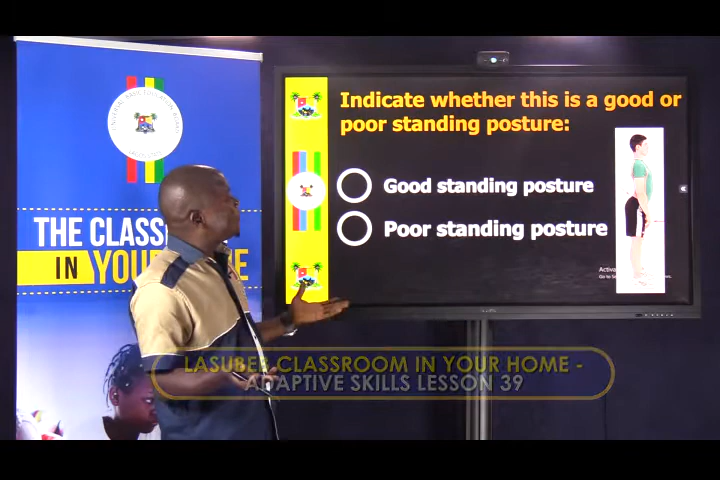 Indicate whether this is a good or
poor standing posture:
Good standing posture
Poor standing posture
THE CLASS
IN YOUR
LASUBEB CLASSROOM IN YOUR HOME -
ADAPTIVE SKILLS LESSON 39